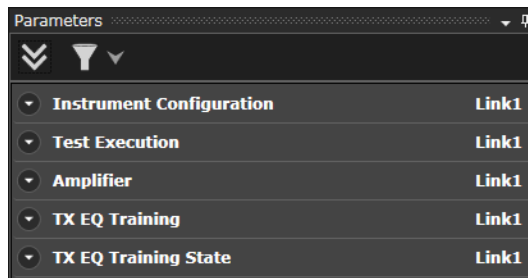 Parameters
Instrument Configuration Link1
Test Execution Link1
Amplifier Link1
TX EQ Training Link1
TX EQ Training State Link1